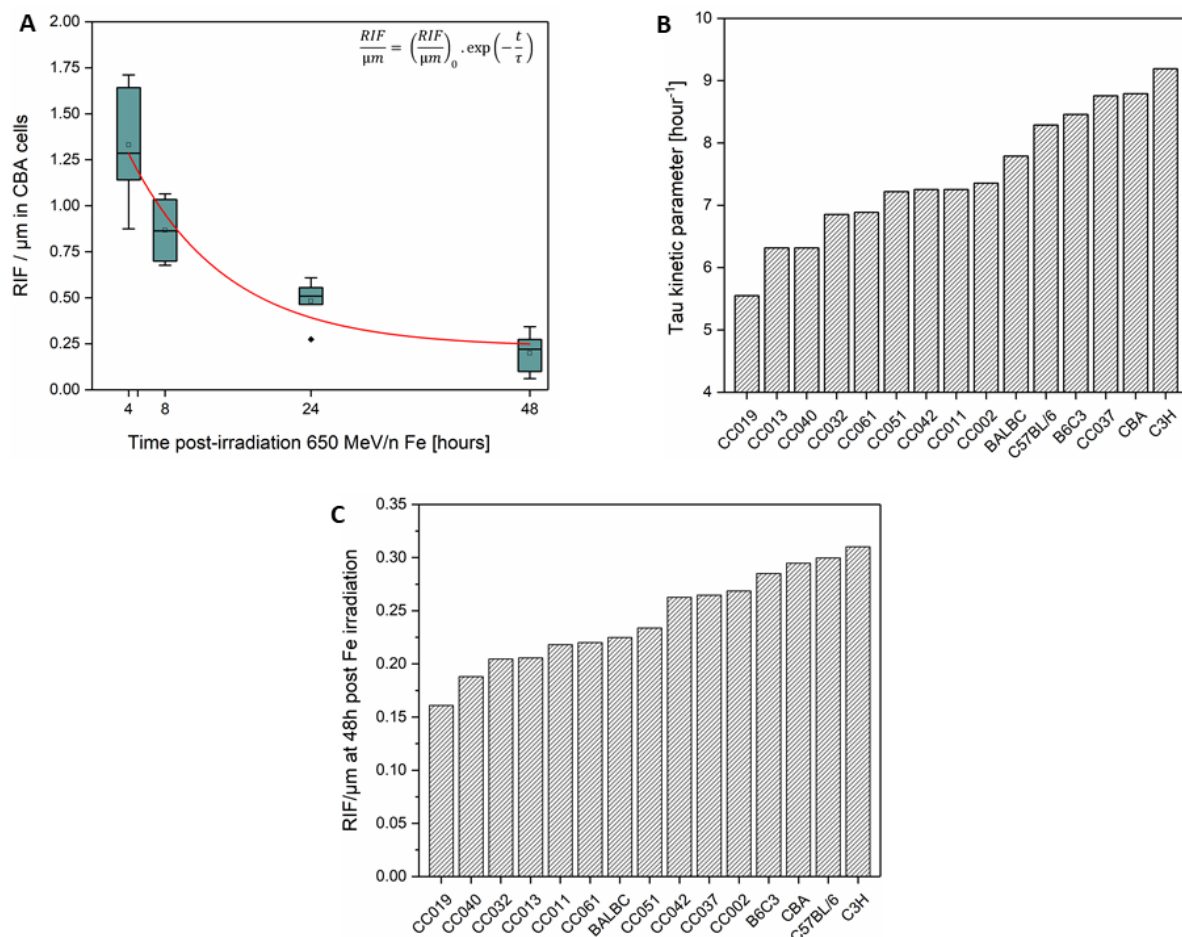 A
RIF/μm = (RIF/μm)₀ . exp(−t/τ)
2.00
1.75
1.50
1.25
1.00
0.75
0.50
0.25
0.00
RIF / μm in CBA cells
4 8 24 48
Time post-irradiation 650 MeV/n Fe [hours]
B
10
9
8
7
6
5
4
Tau kinetic parameter [hour⁻¹]
CC019 CC013 CC040 CC032 CC061 CC051 CC042 CC011 CC002 BALBC C57BL/6 B6C3 CC037 CBA C3H
C
0.35
0.30
0.25
0.20
0.15
0.10
0.05
0.00
RIF/μm at 48h post Fe irradiation
CC019 CC040 CC032 CC013 CC011 CC061 BALBC CC051 CC042 CC037 CC002 B6C3 CBA C57BL/6 C3H